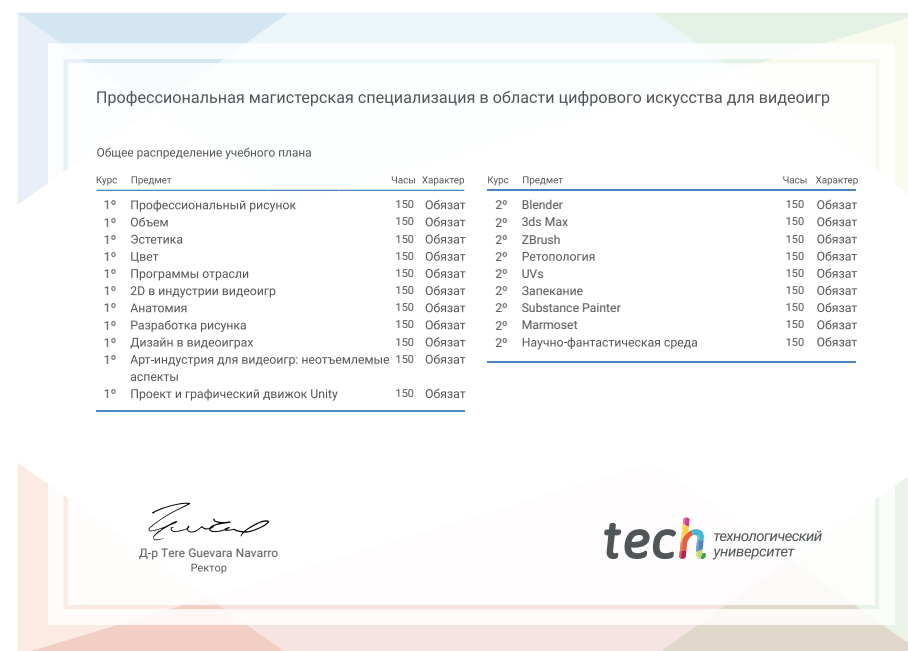 Профессиональная магистерская специализация в области цифрового искусства для видеоигр
Общее распределение учебного плана
Курс Предмет Часы Характер
1º Профессиональный рисунок 150 Обязат
1º Объем 150 Обязат
1º Эстетика 150 Обязат
1º Цвет 150 Обязат
1º Программы отрасли 150 Обязат
1º 2D в индустрии видеоигр 150 Обязат
1º Анатомия 150 Обязат
1º Разработка рисунка 150 Обязат
1º Дизайн в видеоиграх 150 Обязат
1º Арт-индустрия для видеоигр: неотъемлемые 150 Обязат
аспекты
1º Проект и графический движок Unity 150 Обязат
Курс Предмет Часы Характер
2º Blender 150 Обязат
2º 3ds Max 150 Обязат
2º ZBrush 150 Обязат
2º Ретопология 150 Обязат
2º UVs 150 Обязат
2º Запекание 150 Обязат
2º Substance Painter 150 Обязат
2º Marmoset 150 Обязат
2º Научно-фантастическая среда 150 Обязат
Д-р Tere Guevara Navarro
Ректор
tech технологический
университет